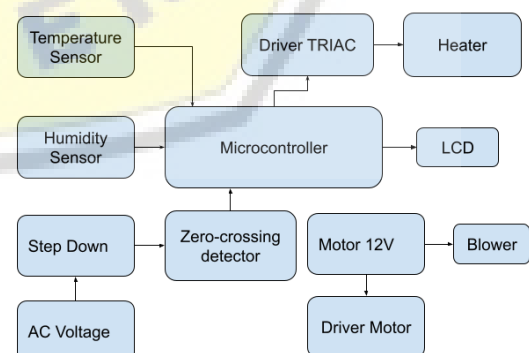 Temperature
Sensor
Driver TRIAC
Heater
Humidity
Sensor
Microcontroller
LCD
Step Down
Zero-crossing
detector
Motor 12V
Blower
AC Voltage
Driver Motor